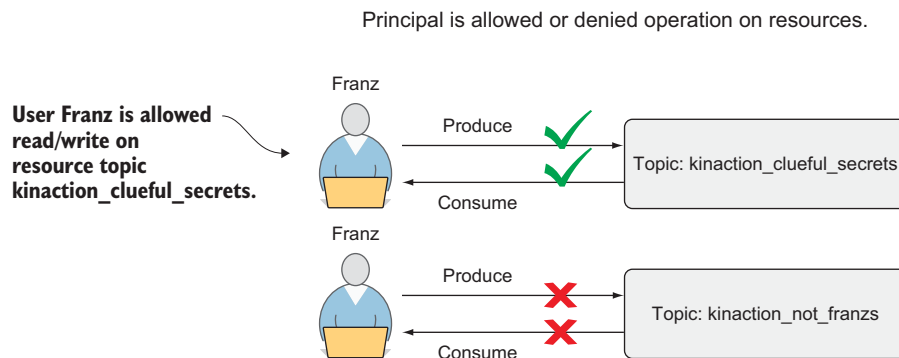 Principal is allowed or denied operation on resources.
Franz
User Franz is allowed
read/write on
resource topic
kinaction_clueful_secrets.
Produce
Topic: kinaction_clueful_secrets
Consume
Franz
Produce
Topic: kinaction_not_franzs
Consume